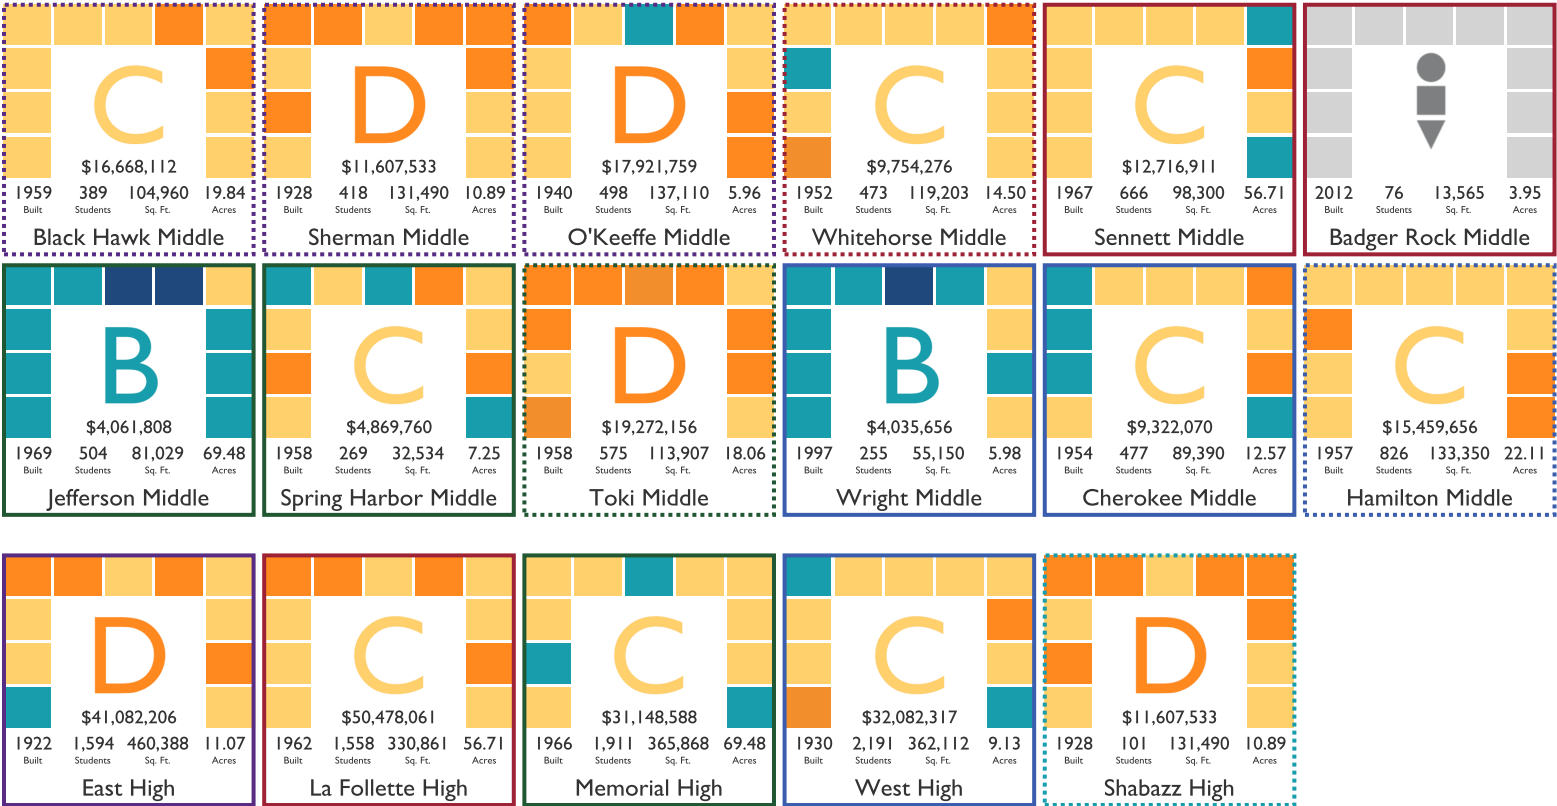 C
$16,668,112
1959 389 104,960 19.84
Built Students Sq. Ft. Acres
Black Hawk Middle
D
$11,607,533
1928 418 131,490 10.89
Built Students Sq. Ft. Acres
Sherman Middle
D
$17,921,759
1940 498 137,110 5.96
Built Students Sq. Ft. Acres
O'Keeffe Middle
C
$9,754,276
1952 473 119,203 14.50
Built Students Sq. Ft. Acres
Whitehorse Middle
C
$12,716,911
1967 666 98,300 56.71
Built Students Sq. Ft. Acres
Sennett Middle
2012 76 13,565 3.95
Built Students Sq. Ft. Acres
Badger Rock Middle
B
$4,061,808
1969 504 81,029 69.48
Built Students Sq. Ft. Acres
Jefferson Middle
C
$4,869,760
1958 269 32,534 7.25
Built Students Sq. Ft. Acres
Spring Harbor Middle
D
$19,272,156
1958 575 113,907 18.06
Built Students Sq. Ft. Acres
Toki Middle
B
$4,035,656
1997 255 55,150 5.98
Built Students Sq. Ft. Acres
Wright Middle
C
$9,322,070
1954 477 89,390 12.57
Built Students Sq. Ft. Acres
Cherokee Middle
C
$15,459,656
1957 826 133,350 22.11
Built Students Sq. Ft. Acres
Hamilton Middle
D
$41,082,206
1922 1,594 460,388 11.07
Built Students Sq. Ft. Acres
East High
C
$50,478,061
1962 1,558 330,861 56.71
Built Students Sq. Ft. Acres
La Follette High
C
$31,148,588
1966 1,911 365,868 69.48
Built Students Sq. Ft. Acres
Memorial High
C
$32,082,317
1930 2,191 362,112 9.13
Built Students Sq. Ft. Acres
West High
D
$11,607,533
1928 101 131,490 10.89
Built Students Sq. Ft. Acres
Shabazz High